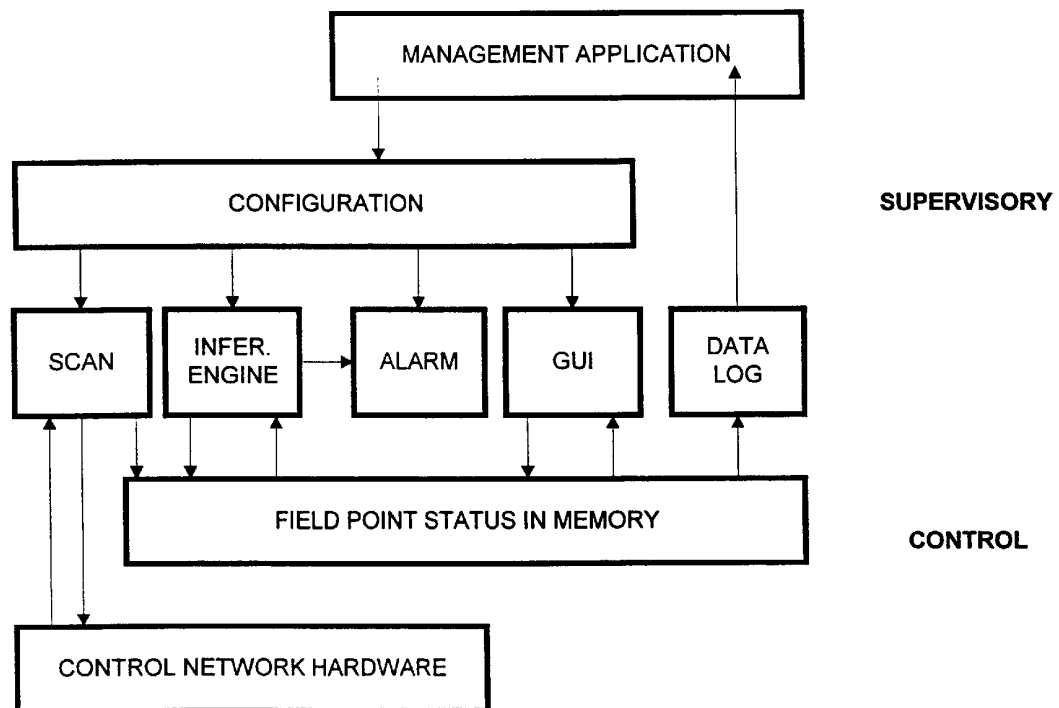 MANAGEMENT APPLICATION
CONFIGURATION
SUPERVISORY
SCAN
INFER.
ENGINE
ALARM
GUI
DATA
LOG
FIELD POINT STATUS IN MEMORY
CONTROL
CONTROL NETWORK HARDWARE